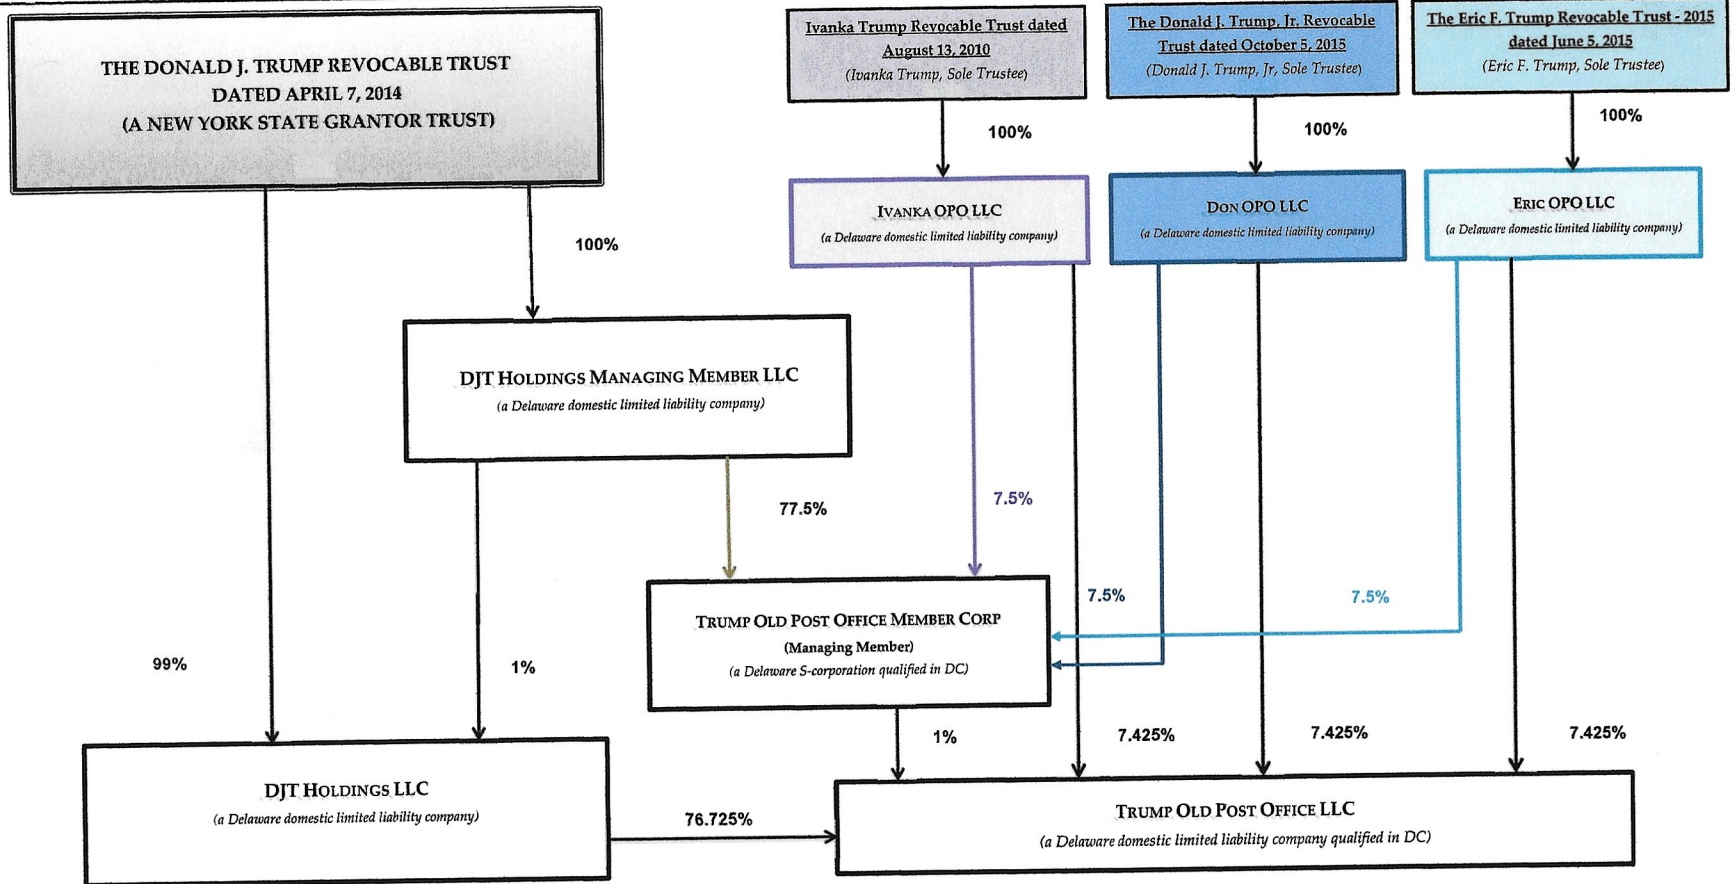 THE DONALD J. TRUMP REVOCABLE TRUST
DATED APRIL 7, 2014
(A NEW YORK STATE GRANTOR TRUST)
Ivanka Trump Revocable Trust dated
August 13, 2010
(Ivanka Trump, Sole Trustee)
The Donald J. Trump, Jr. Revocable
Trust dated October 5, 2015
(Donald J. Trump, Jr, Sole Trustee)
The Eric F. Trump Revocable Trust - 2015
dated June 5, 2015
(Eric F. Trump, Sole Trustee)
100%
100%
100%
100%
IVANKA OPO LLC
(a Delaware domestic limited liability company)
DON OPO LLC
(a Delaware domestic limited liability company)
ERIC OPO LLC
(a Delaware domestic limited liability company)
DJT HOLDINGS MANAGING MEMBER LLC
(a Delaware domestic limited liability company)
77.5%
7.5%
7.5%
7.5%
TRUMP OLD POST OFFICE MEMBER CORP
(Managing Member)
(a Delaware S-corporation qualified in DC)
99%
1%
1%
7.425%
7.425%
7.425%
DJT HOLDINGS LLC
(a Delaware domestic limited liability company)
76.725%
TRUMP OLD POST OFFICE LLC
(a Delaware domestic limited liability company qualified in DC)